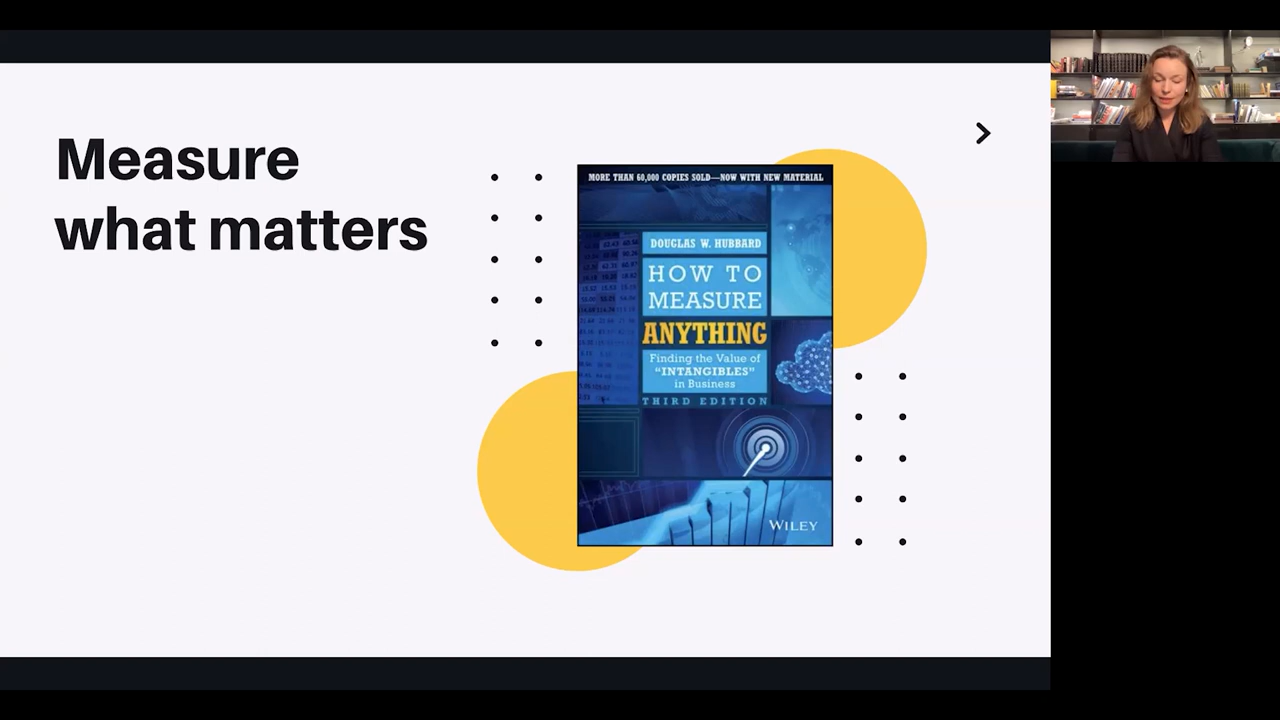 Measure
what matters
MORE THAN 60,000 COPIES SOLD—NOW WITH NEW MATERIAL
DOUGLAS W. HUBBARD
HOW TO
MEASURE
ANYTHING
Finding the Value of
“INTANGIBLES”
in Business
THIRD EDITION
WILEY